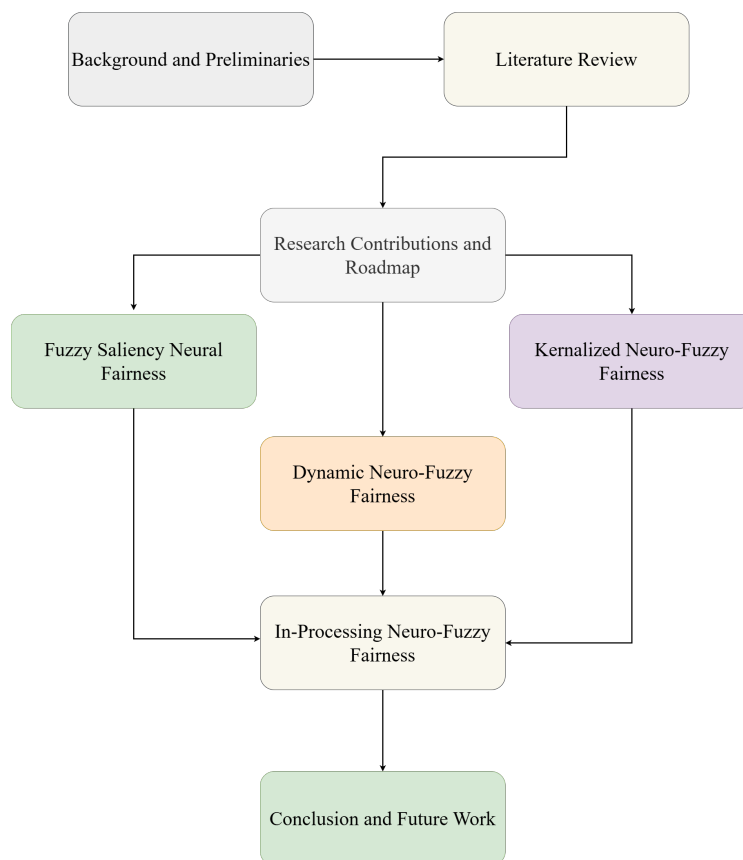 Background and Preliminaries
Literature Review
Research Contributions and
Roadmap
Fuzzy Saliency Neural
Fairness
Kernalized Neuro-Fuzzy
Fairness
Dynamic Neuro-Fuzzy
Fairness
In-Processing Neuro-Fuzzy
Fairness
Conclusion and Future Work